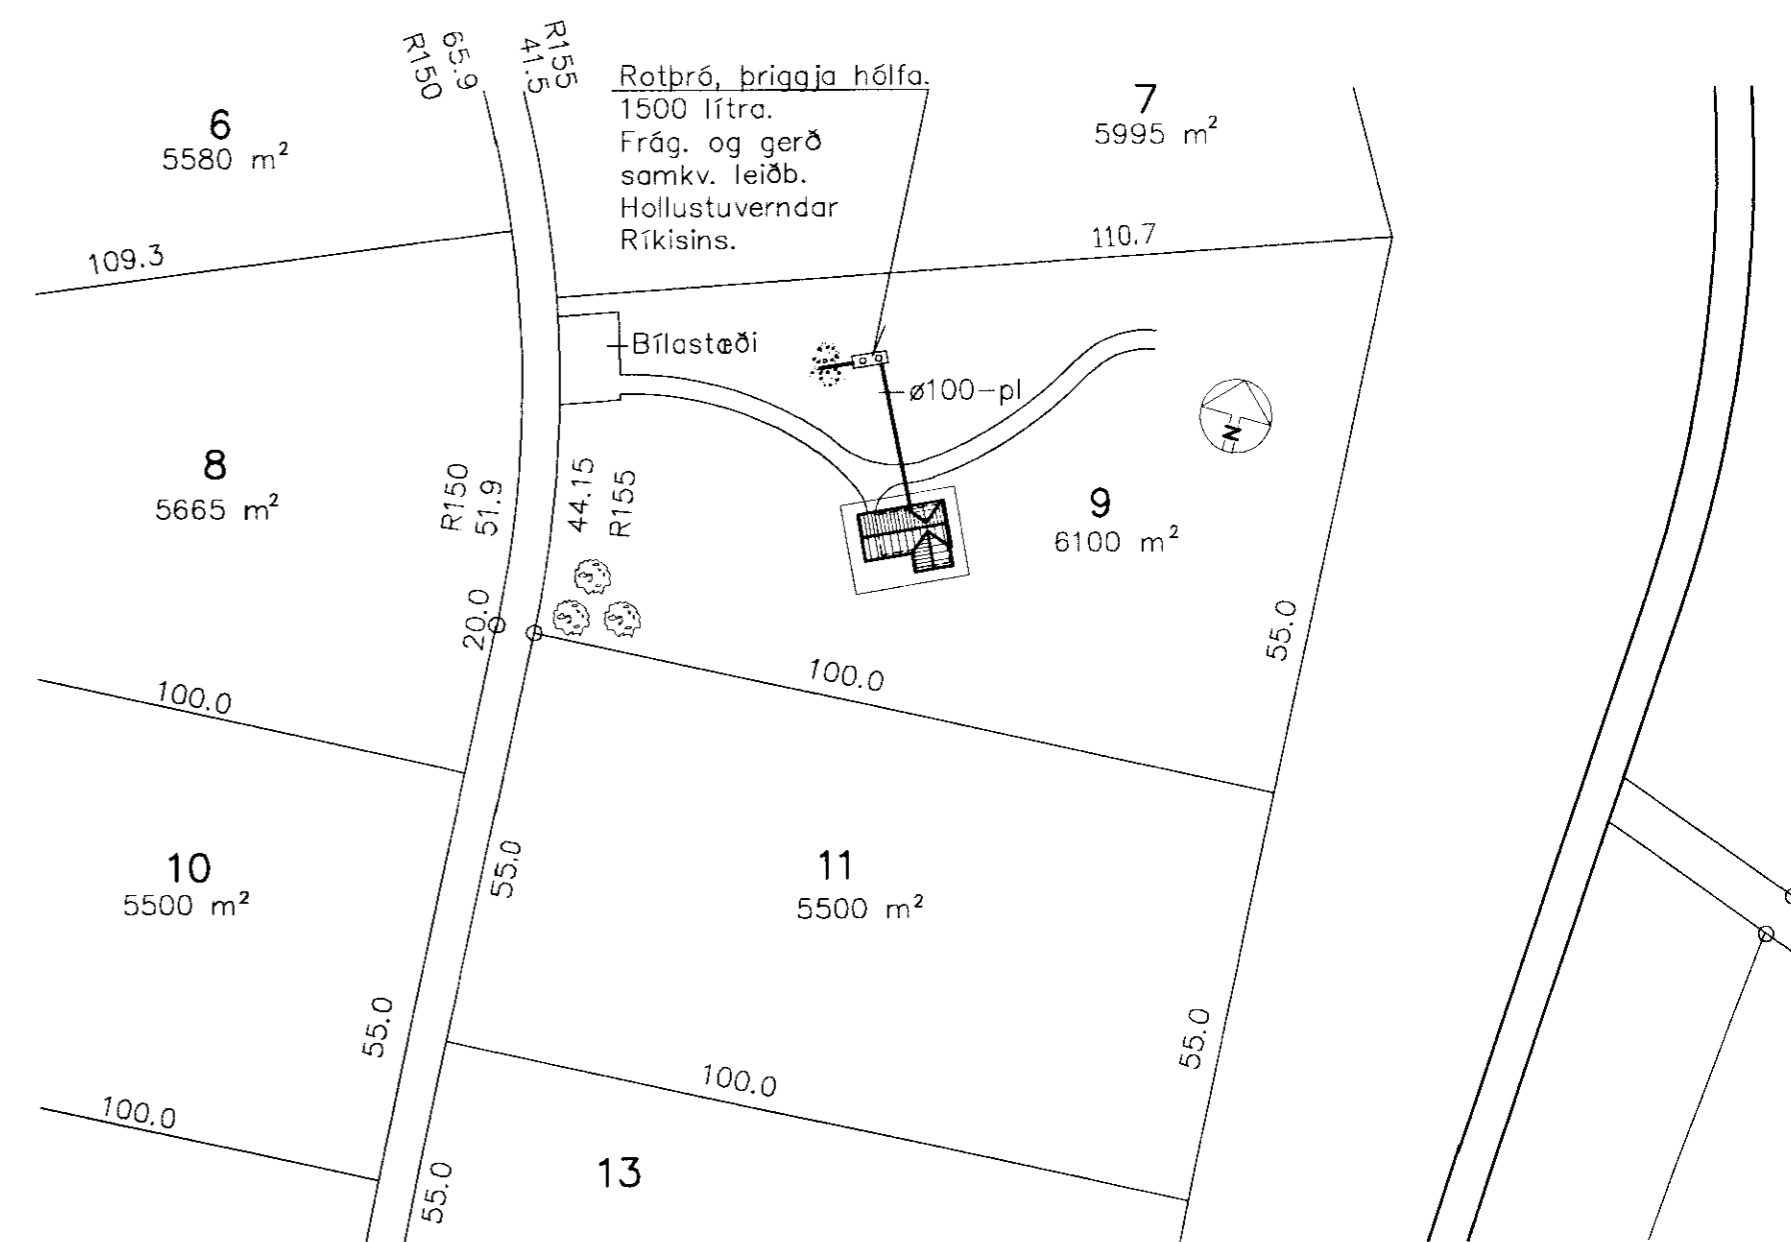 R150
65.9
R155
41.5
Rotþró, þriggja hólfa.
1500 lítra.
Frág. og gerð
samkv. leiðb.
Hollustuverndar
Ríkisins.
6
5580 m²
7
5995 m²
109.3
110.7
Bílastæði
ø100-pl
N
8
5665 m²
R150
51.9
44.15
R155
9
6100 m²
20.0
55.0
100.0
100.0
10
5500 m²
55.0
11
5500 m²
55.0
55.0
100.0
100.0
13
55.0